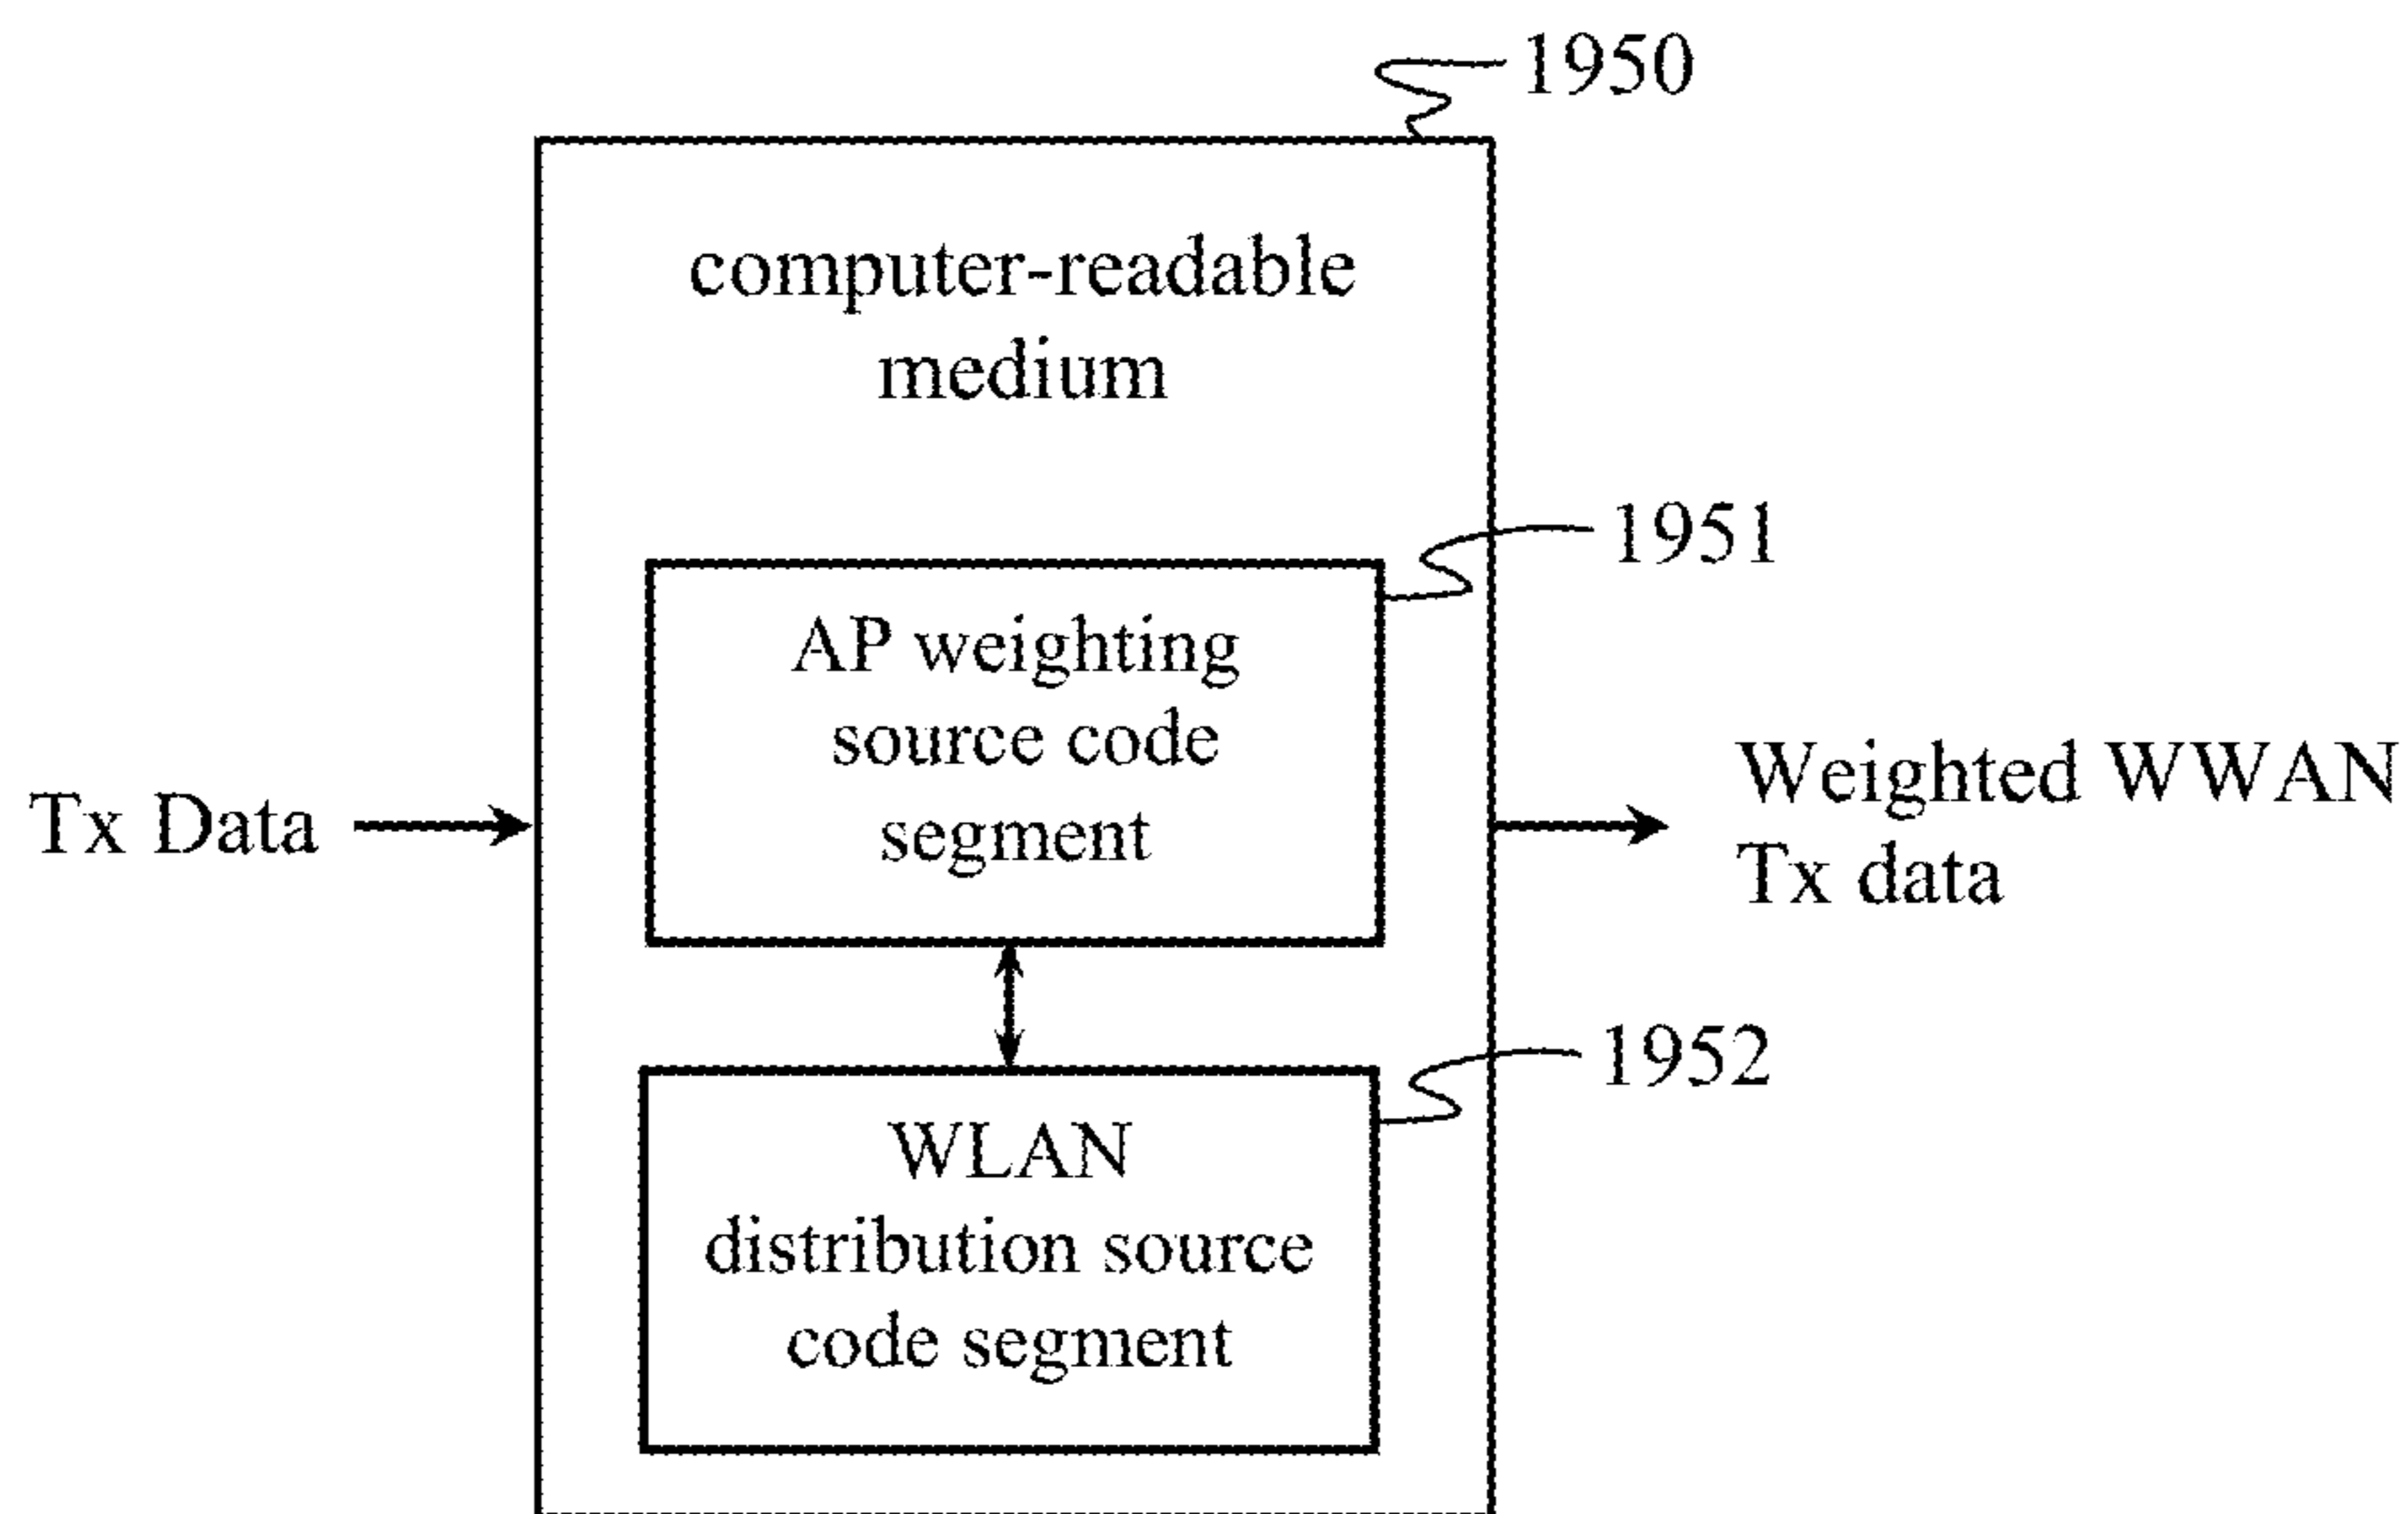 1950
computer-readable
medium
1951
AP weighting
source code
segment
Tx Data
Weighted WWAN
Tx data
1952
WLAN
distribution source
code segment